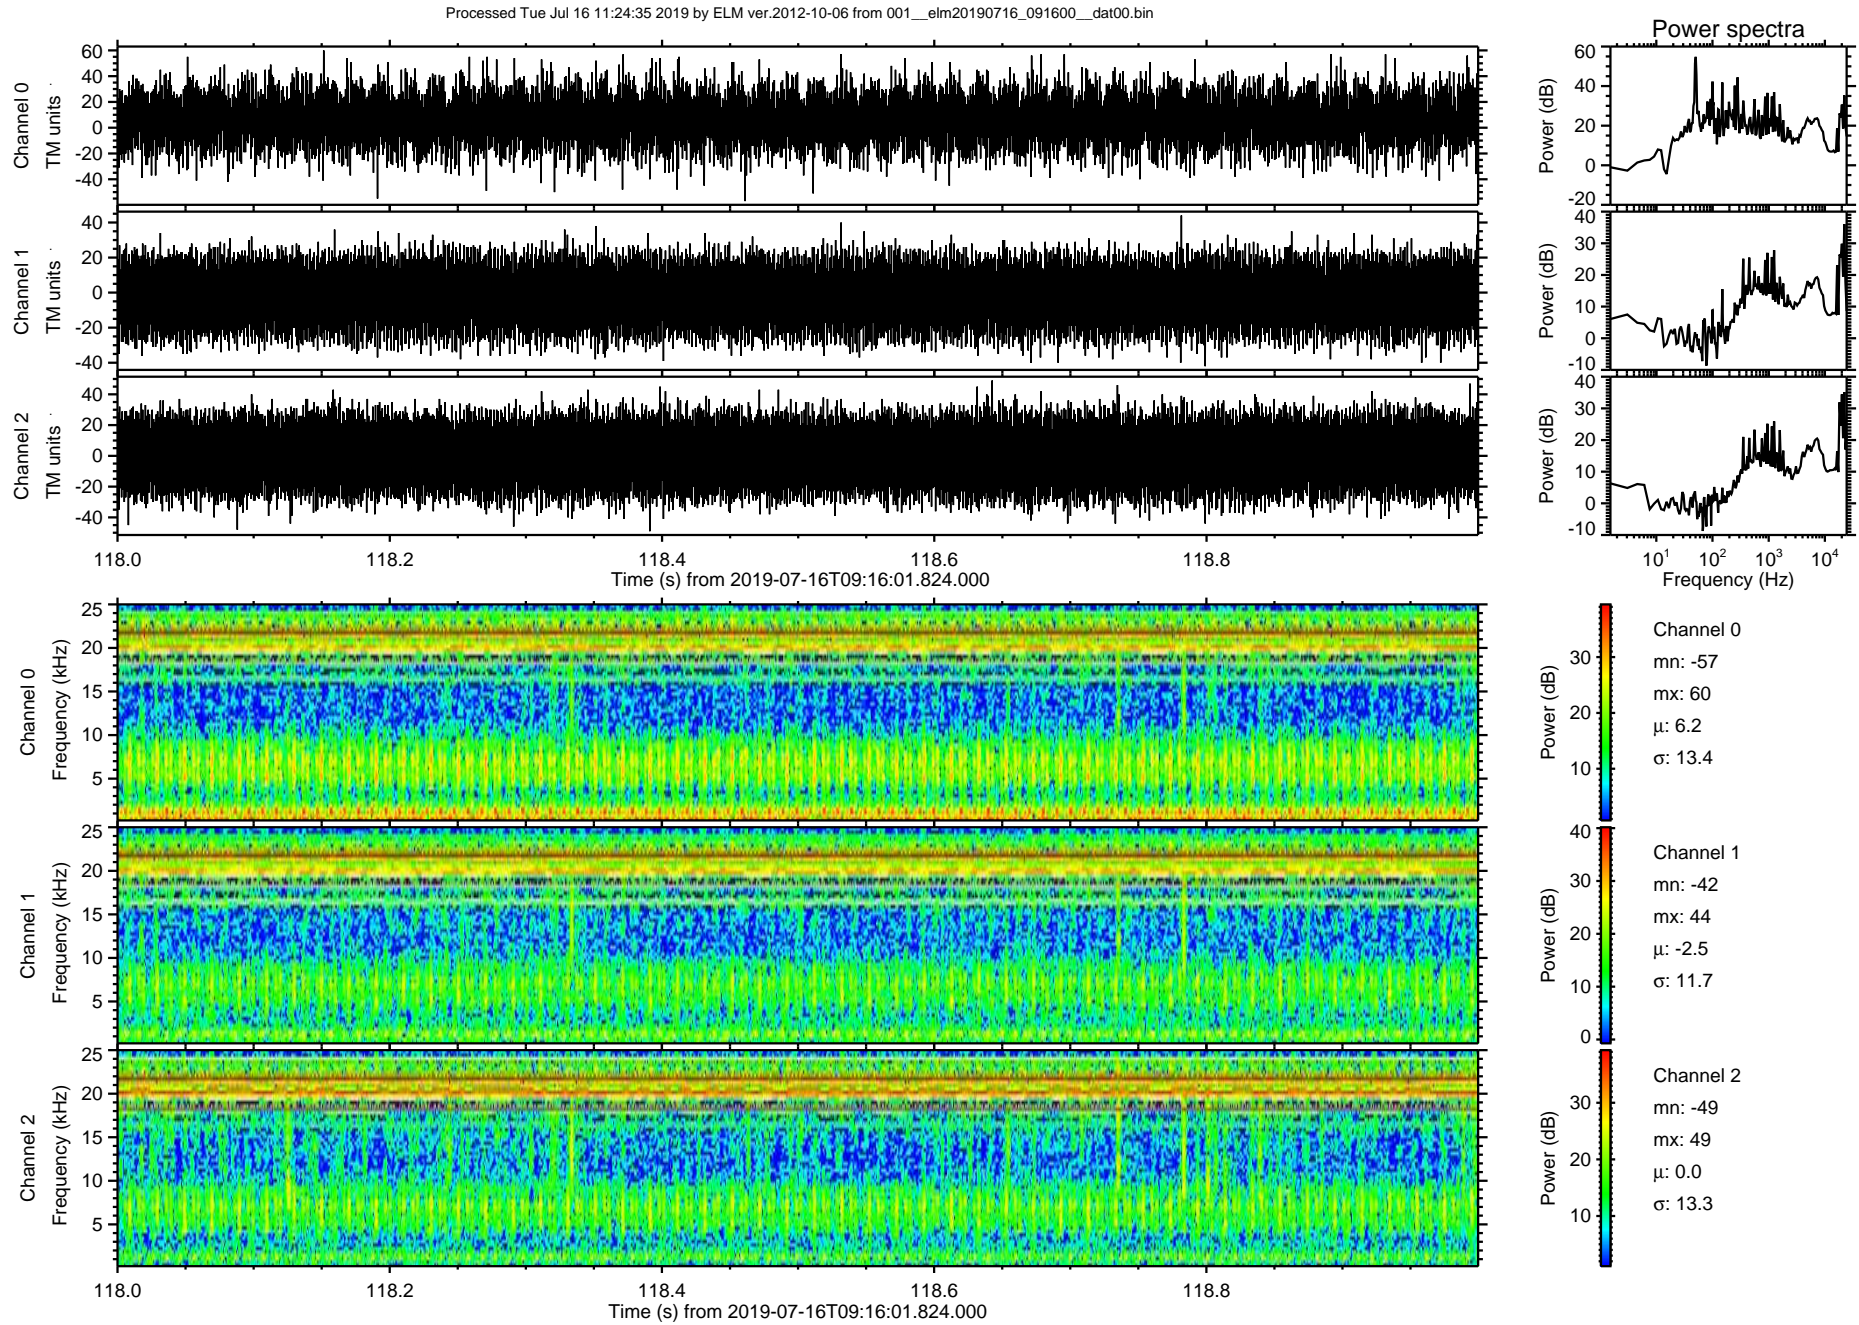 Processed Tue Jul 16 11:24:35 2019 by ELM ver.2012-10-06 from 001__elm20190716_091600__dat00.bin
Power spectra
Channel 0
TM units
60
40
20
0
-20
-40
Power (dB)
60
40
20
0
-20
Channel 1
TM units
40
20
0
-20
-40
Power (dB)
40
30
20
10
0
-10
Channel 2
TM units
40
20
0
-20
-40
Power (dB)
40
30
20
10
0
-10
118.0 118.2 118.4 118.6 118.8
Time (s) from 2019-07-16T09:16:01.824.000
10¹ 10² 10³ 10⁴
Frequency (Hz)
Channel 0
Frequency (kHz)
25
20
15
10
5
Power (dB)
30
20
10
Channel 0
mn: -57
mx: 60
μ: 6.2
σ: 13.4
Channel 1
Frequency (kHz)
25
20
15
10
5
Power (dB)
40
30
20
10
0
Channel 1
mn: -42
mx: 44
μ: -2.5
σ: 11.7
Channel 2
Frequency (kHz)
25
20
15
10
5
Power (dB)
30
20
10
Channel 2
mn: -49
mx: 49
μ: 0.0
σ: 13.3
118.0 118.2 118.4 118.6 118.8
Time (s) from 2019-07-16T09:16:01.824.000